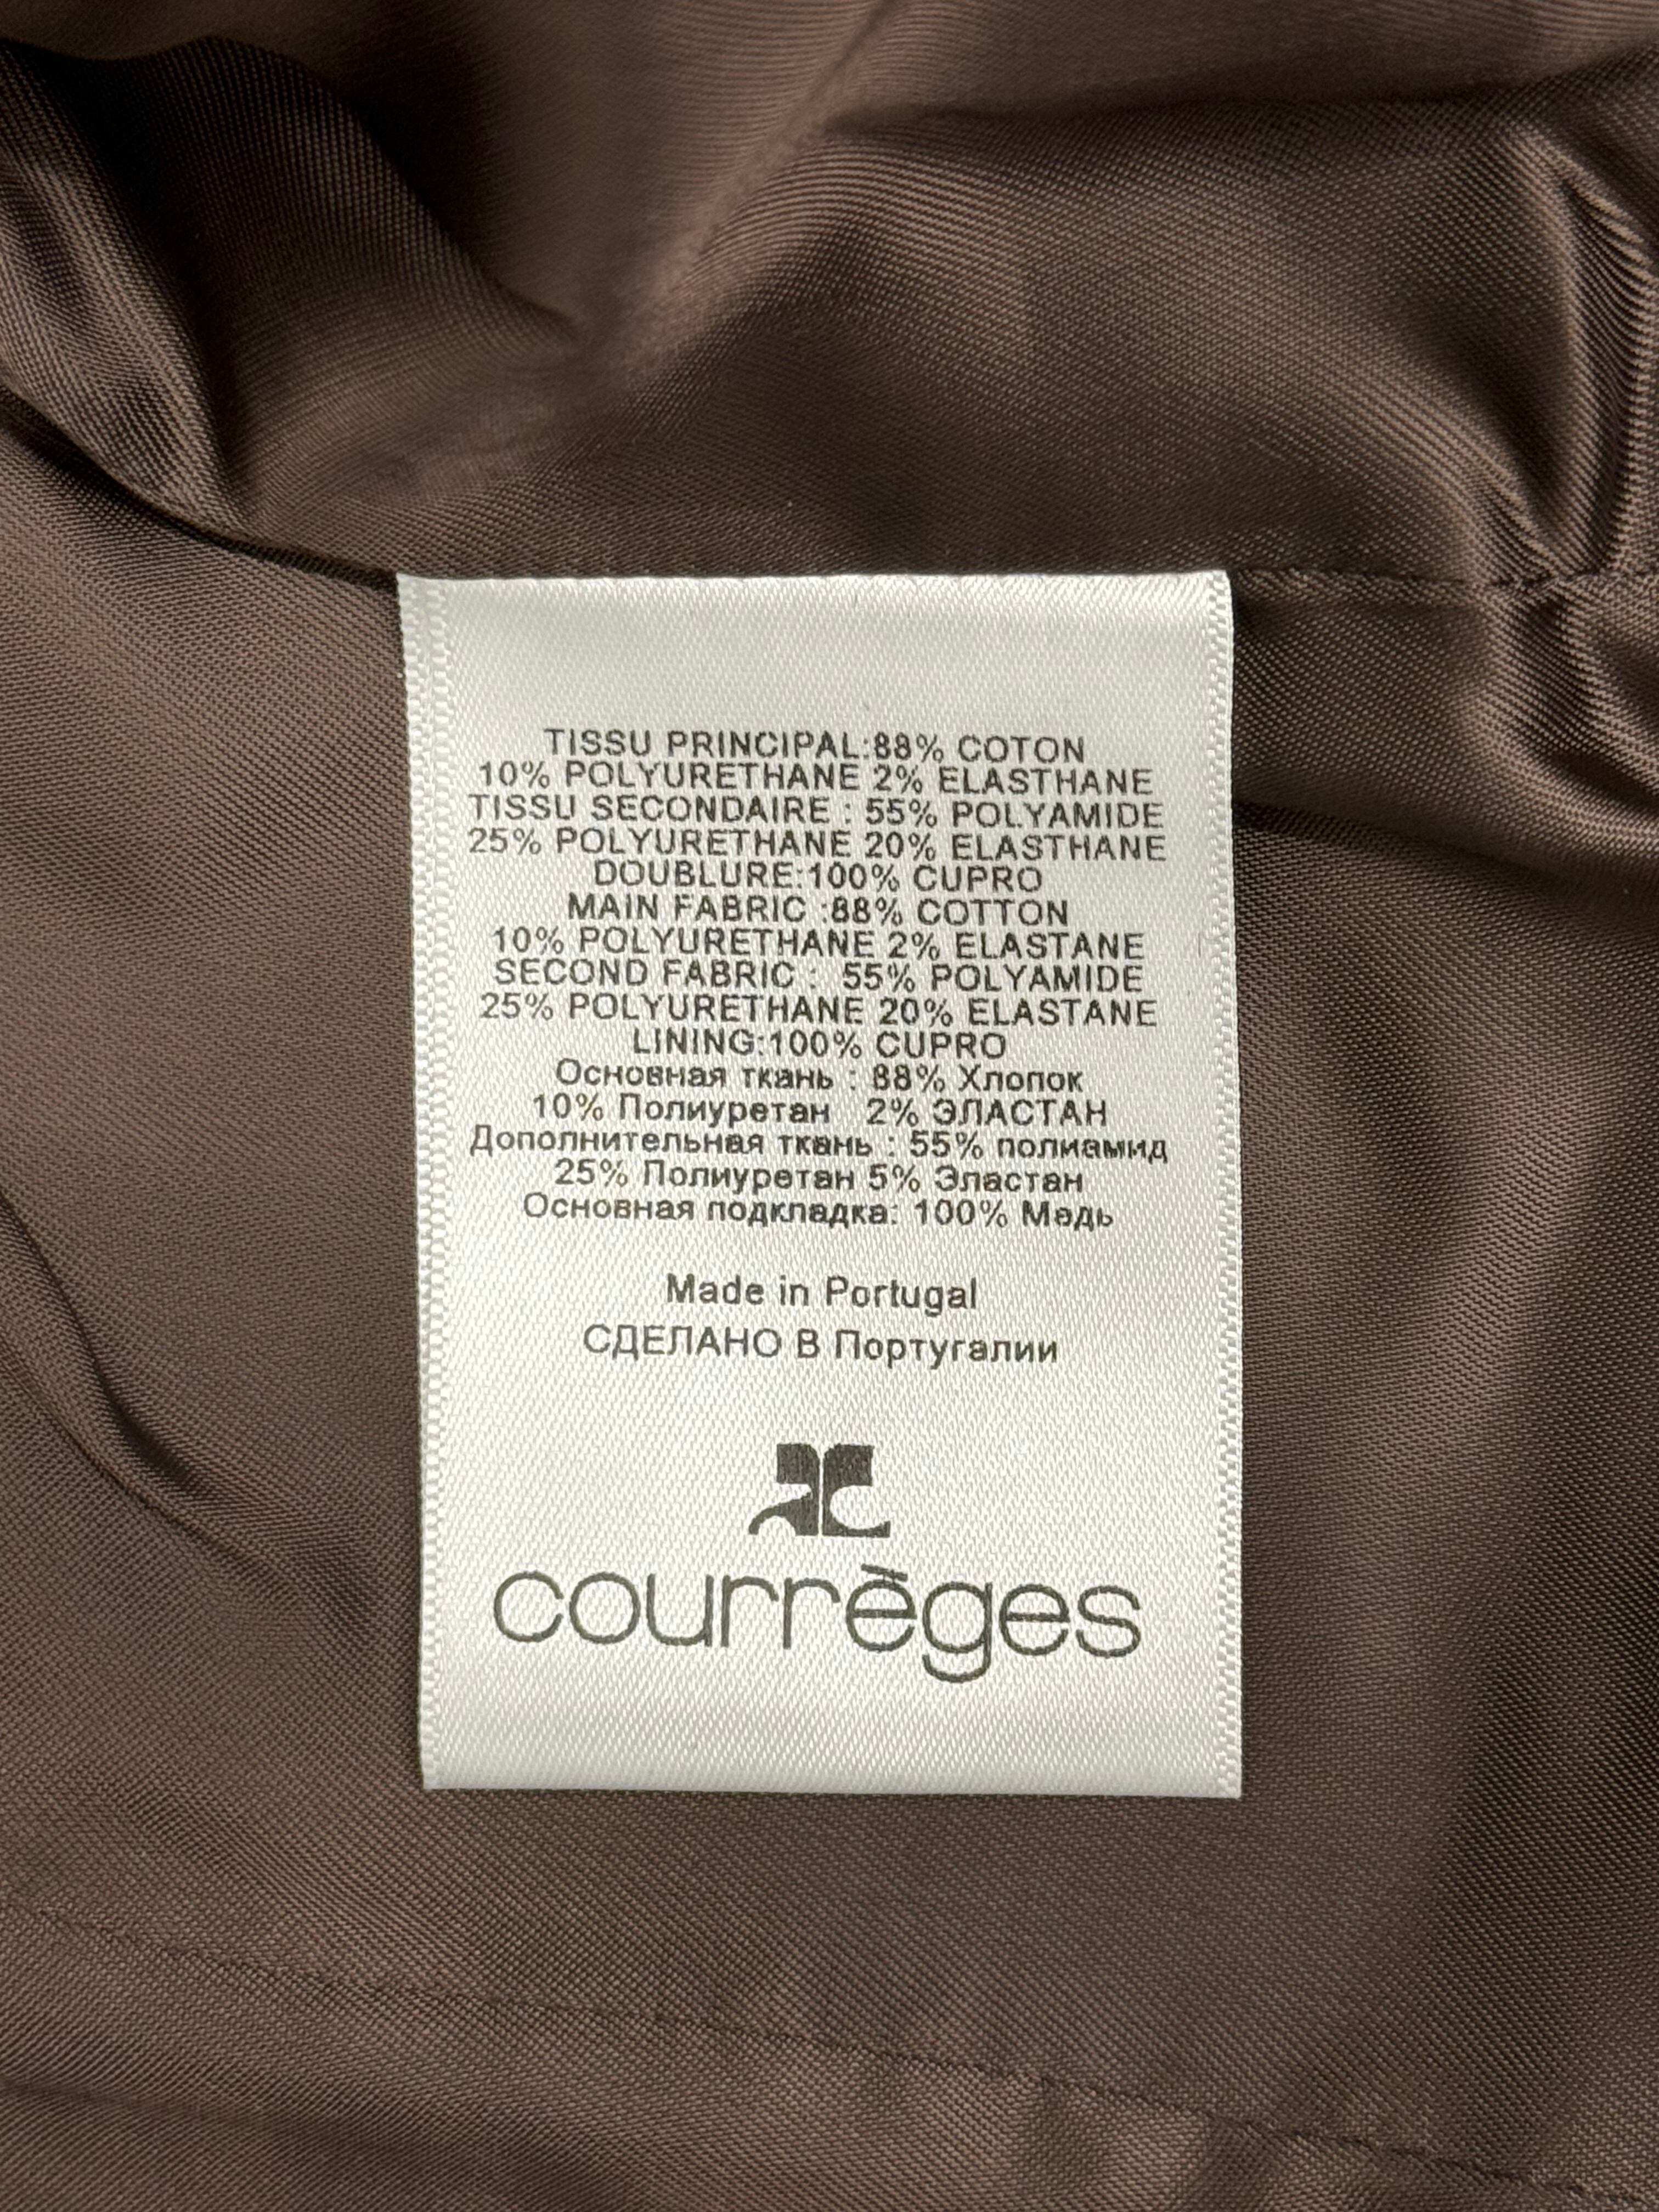 TISSU PRINCIPAL:88% COTON
10% POLYURETHANE 2% ELASTHANE
TISSU SECONDAIRE : 55% POLYAMIDE
25% POLYURETHANE 20% ELASTHANE
DOUBLURE:100% CUPRO
MAIN FABRIC :88% COTTON
10% POLYURETHANE 2% ELASTANE
SECOND FABRIC : 55% POLYAMIDE
25% POLYURETHANE 20% ELASTANE
LINING:100% CUPRO
Основная ткань : 88% Хлопок
10% Полиуретан 2% ЭЛАСТАН
Дополнительная ткань : 55% полиамид
25% Полиуретан 5% Эластан
Основная подкладка: 100% Медь
Made in Portugal
СДЕЛАНО В Португалии
courrèges